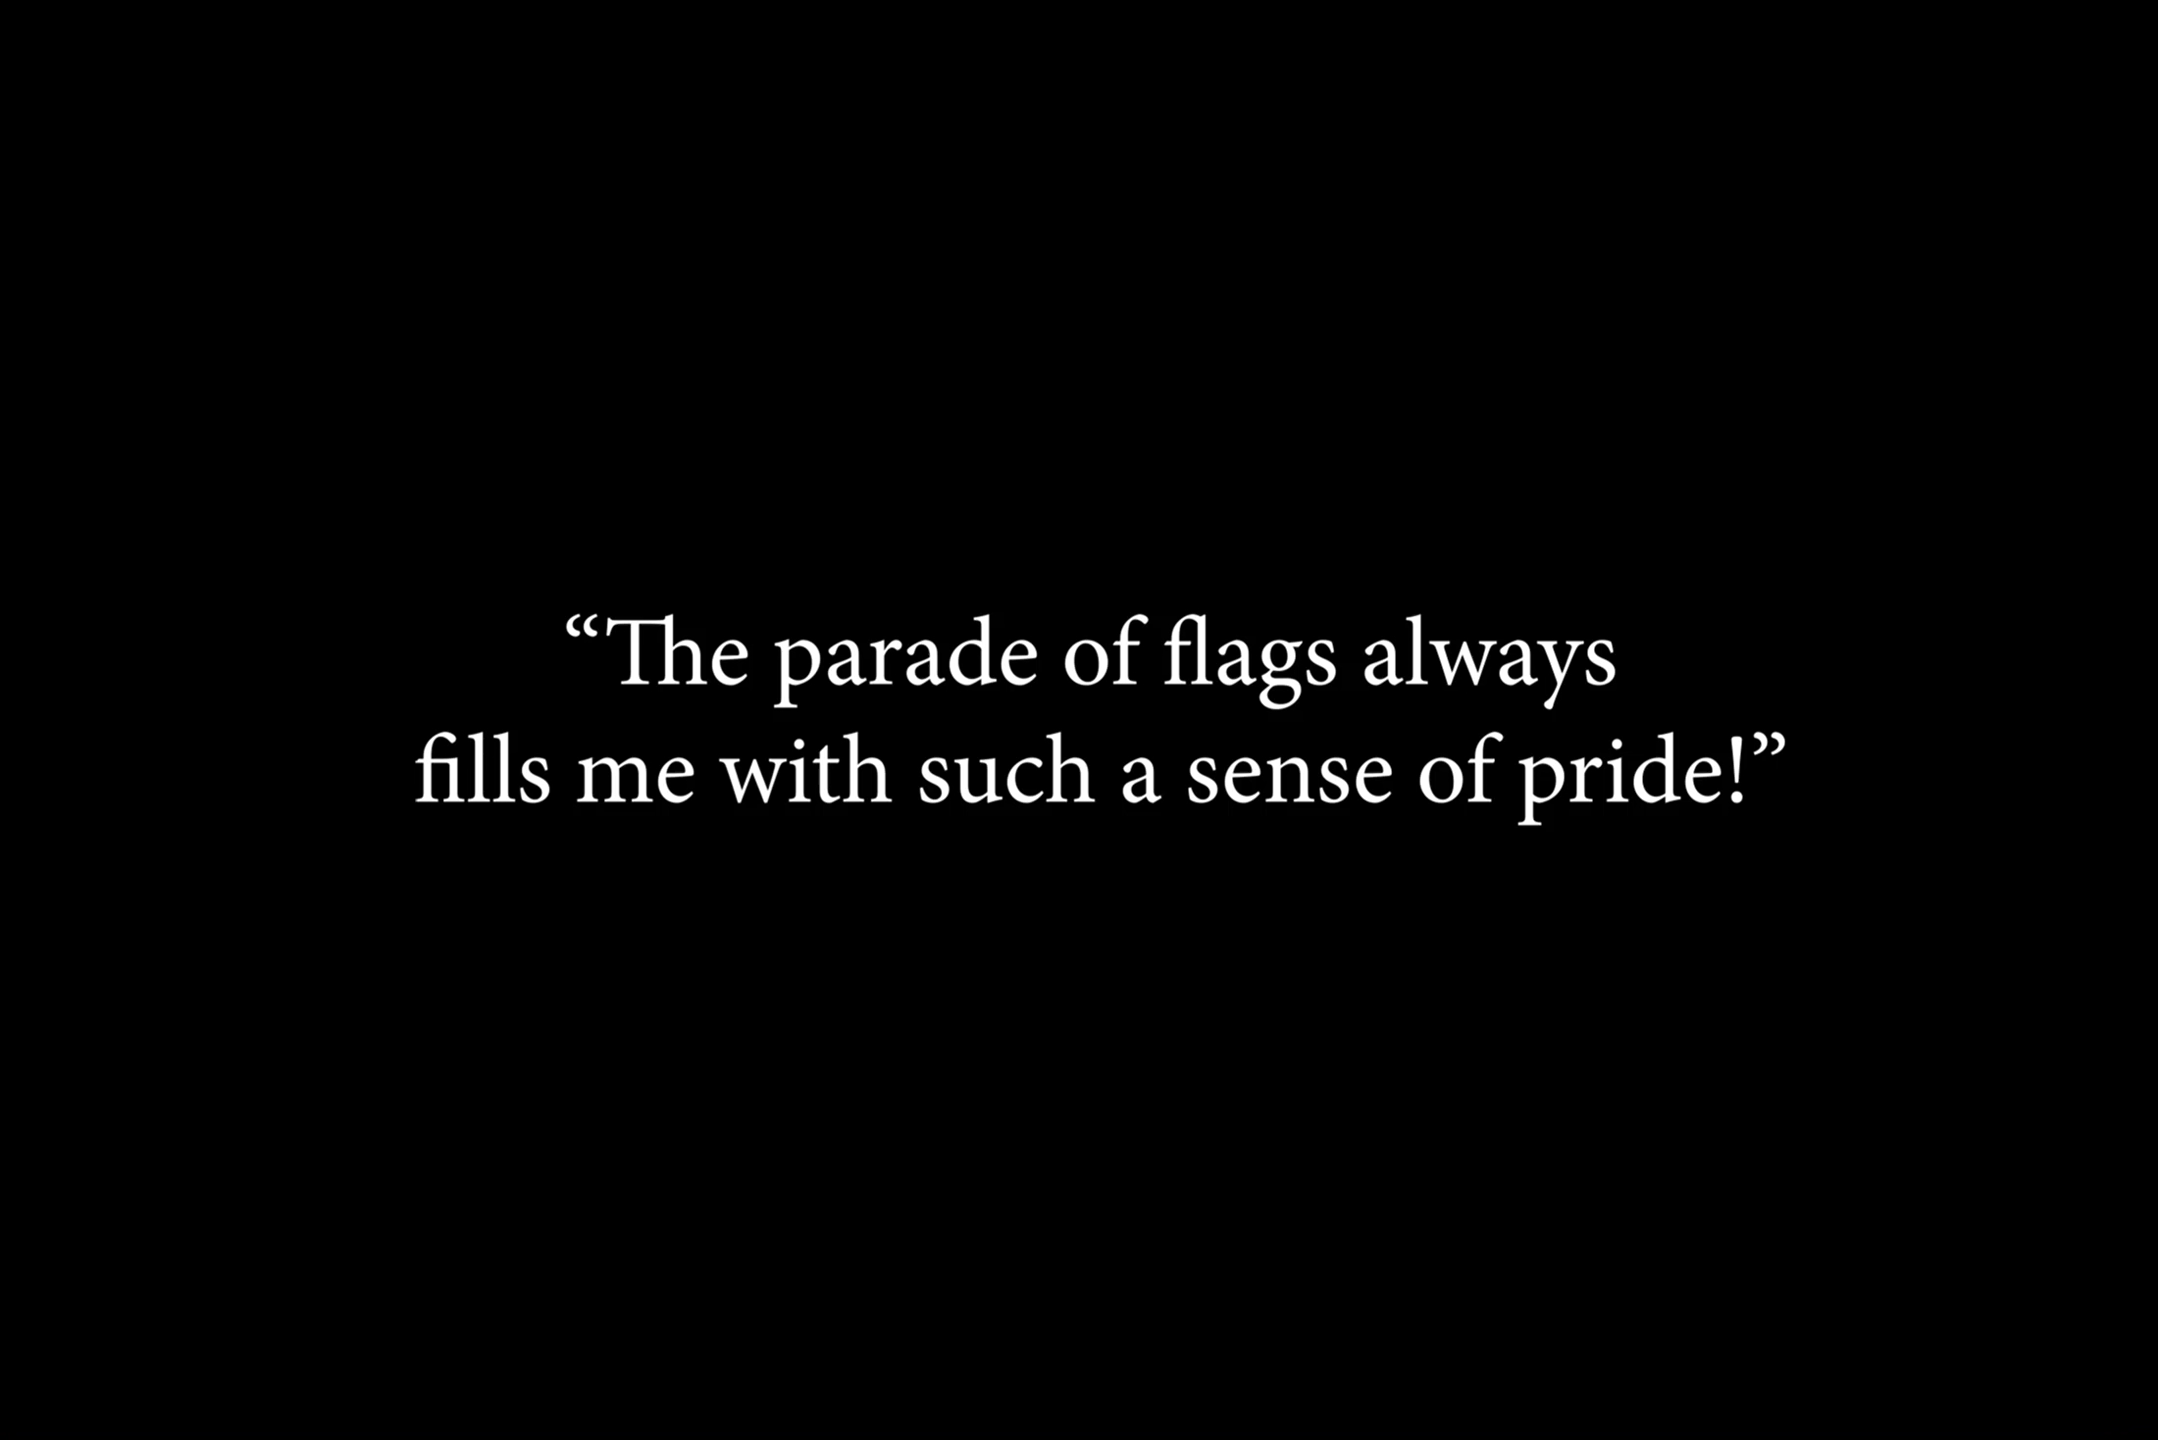 “The parade of flags always
fills me with such a sense of pride!”